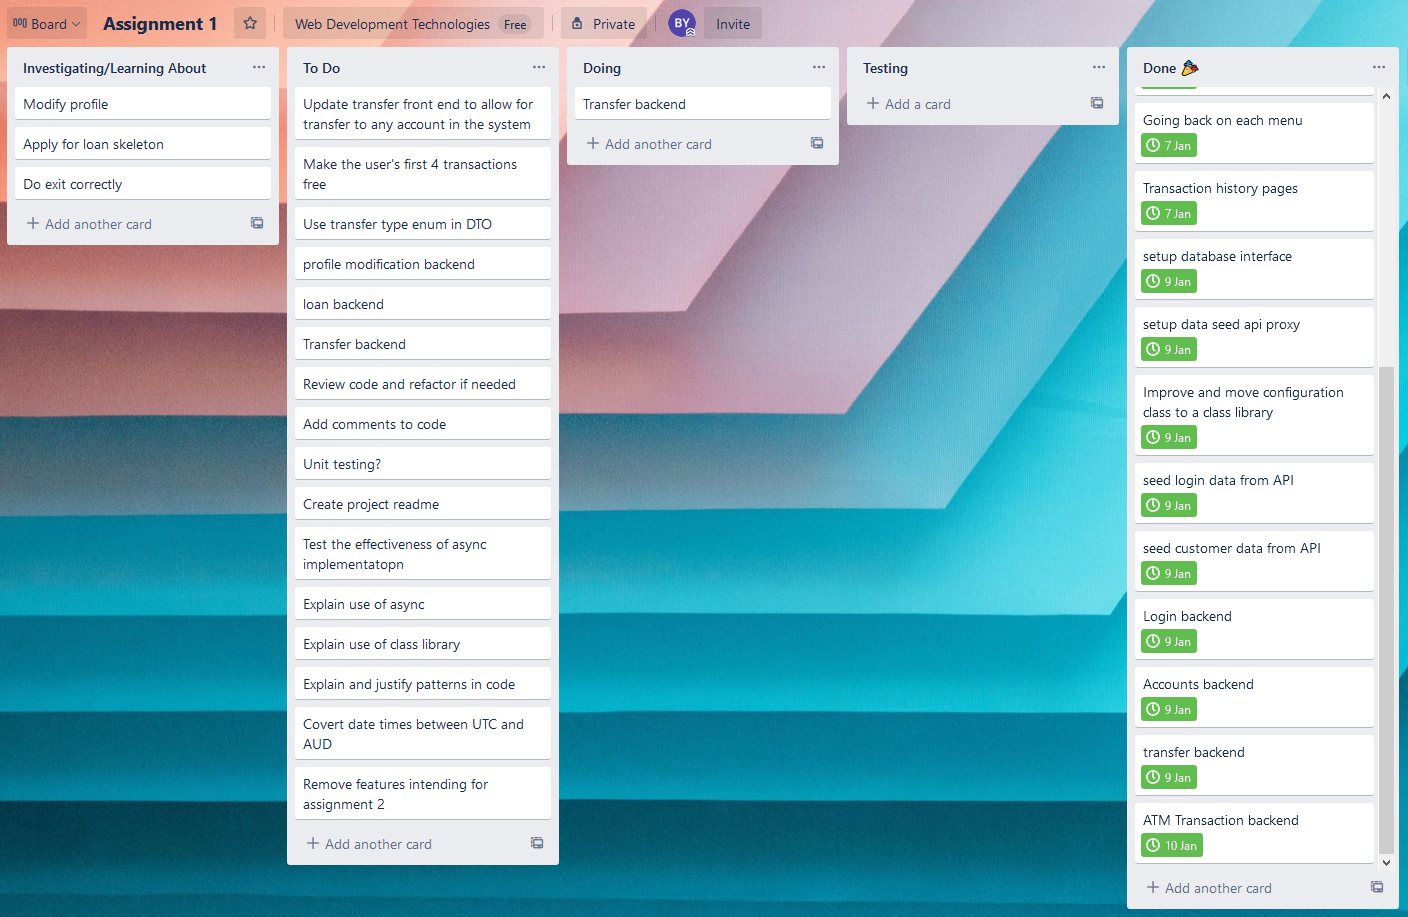 Board
Assignment 1
Web Development Technologies Free
Private
BY
Invite
Investigating/Learning About
Modify profile
Apply for loan skeleton
Do exit correctly
Add another card
To Do
Update transfer front end to allow for
transfer to any account in the system
Make the user's first 4 transactions
free
Use transfer type enum in DTO
profile modification backend
loan backend
Transfer backend
Review code and refactor if needed
Add comments to code
Unit testing?
Create project readme
Test the effectiveness of async
implementatopn
Explain use of async
Explain use of class library
Explain and justify patterns in code
Covert date times between UTC and
AUD
Remove features intending for
assignment 2
Add another card
Doing
Transfer backend
Add another card
Testing
Add a card
Done
Going back on each menu
7 Jan
Transaction history pages
7 Jan
setup database interface
9 Jan
setup data seed api proxy
9 Jan
Improve and move configuration
class to a class library
9 Jan
seed login data from API
9 Jan
seed customer data from API
9 Jan
Login backend
9 Jan
Accounts backend
9 Jan
transfer backend
9 Jan
ATM Transaction backend
10 Jan
Add another card